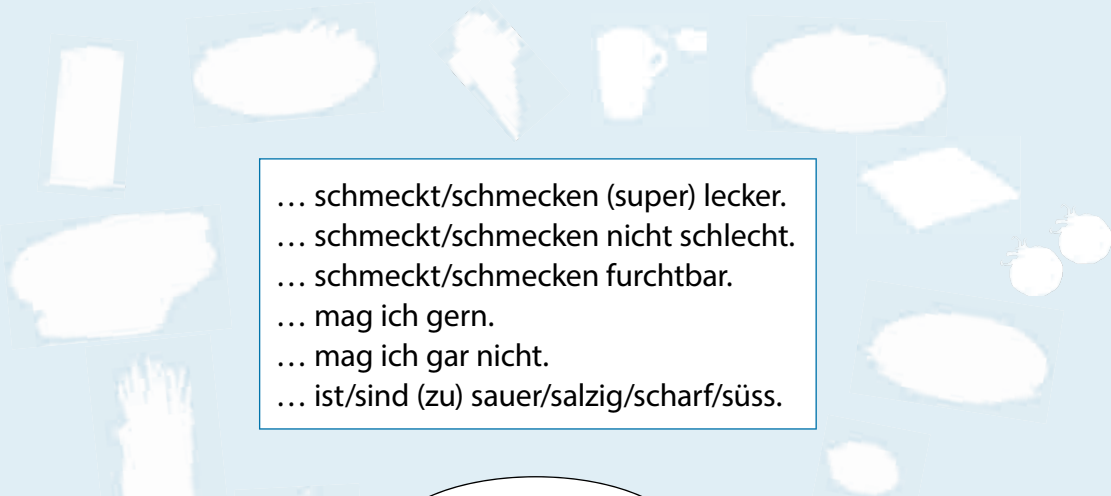 … schmeckt/schmecken (super) lecker.
… schmeckt/schmecken nicht schlecht.
… schmeckt/schmecken furchtbar.
… mag ich gern.
… mag ich gar nicht.
… ist/sind (zu) sauer/salzig/scharf/süss.